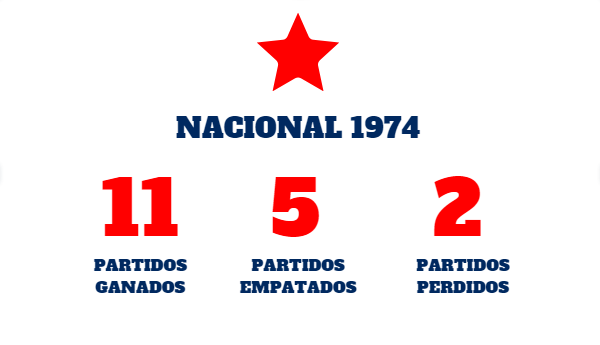 NACIONAL 1974
11 5 2
PARTIDOS PARTIDOS PARTIDOS
GANADOS EMPATADOS PERDIDOS